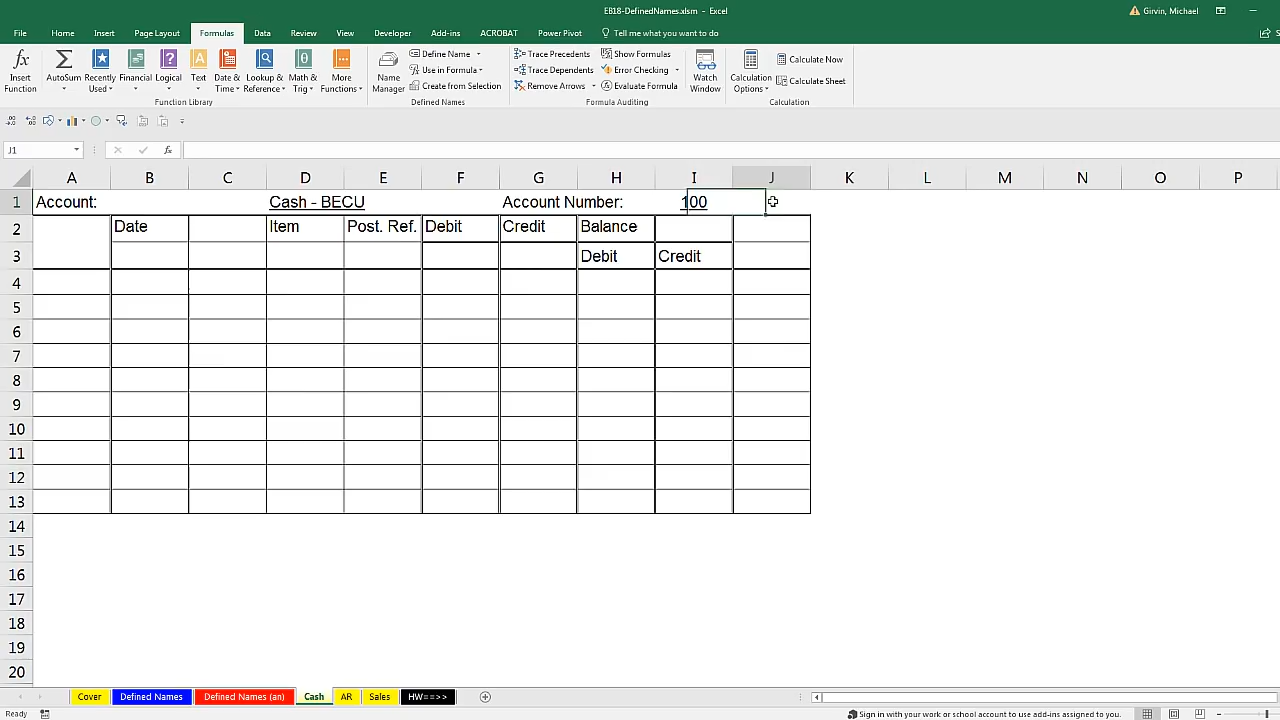 EB18-DefinedNames.xlsm - Excel
Girvin, Michael
File Home Insert Page Layout Formulas Data Review View Developer Add-ins ACROBAT Power Pivot Tell me what you want to do
Insert Function
AutoSum
Recently Used
Financial
Logical
Text
Date & Time
Lookup & Reference
Math & Trig
More Functions
Function Library
Name Manager
Define Name
Use in Formula
Create from Selection
Defined Names
Trace Precedents
Trace Dependents
Remove Arrows
Show Formulas
Error Checking
Evaluate Formula
Formula Auditing
Watch Window
Calculation Options
Calculate Now
Calculate Sheet
Calculation
J1
fx
A B C D E F G H I J K L M N O P
1 Account: Cash - BECU Account Number: 100
2 Date Item Post. Ref. Debit Credit Balance
3 Debit Credit
4
5
6
7
8
9
10
11
12
13
14
15
16
17
18
19
20
Cover Defined Names Defined Names (an) Cash AR Sales HW==>>
Ready
Sign in with your work or school account to use add-ins assigned to you.